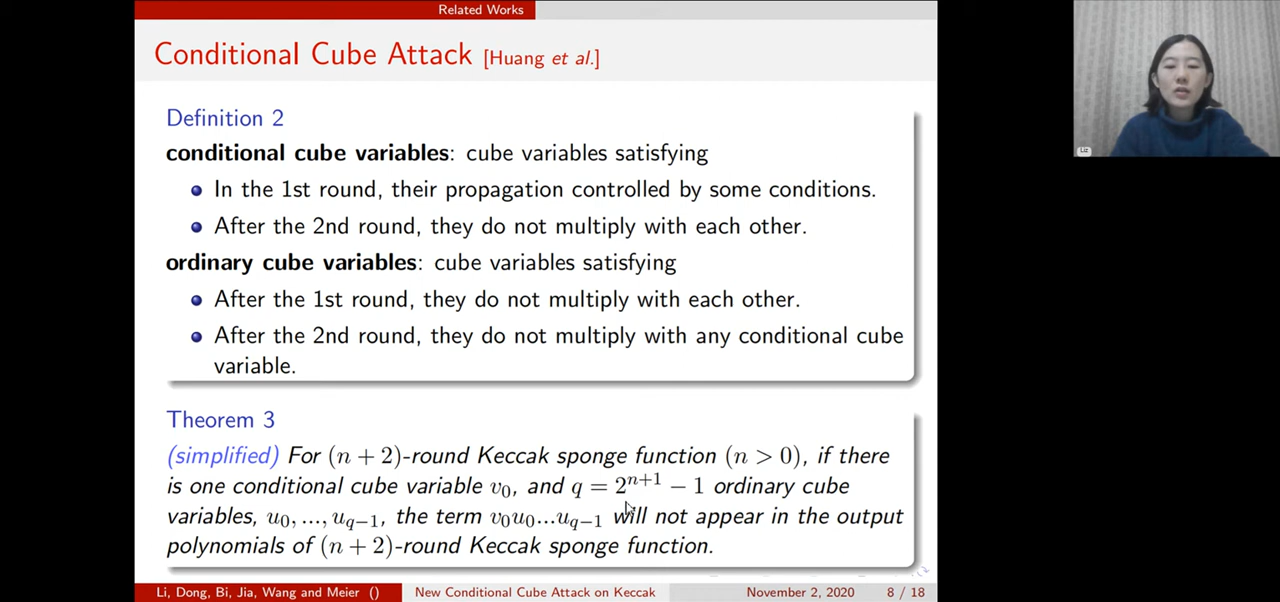 Related Works
Conditional Cube Attack [Huang et al.]
Definition 2
conditional cube variables: cube variables satisfying
In the 1st round, their propagation controlled by some conditions.
After the 2nd round, they do not multiply with each other.
ordinary cube variables: cube variables satisfying
After the 1st round, they do not multiply with each other.
After the 2nd round, they do not multiply with any conditional cube
variable.
Theorem 3
(simplified) For (n + 2)-round Keccak sponge function (n > 0), if there
is one conditional cube variable v₀, and q = 2ⁿ⁺¹ − 1 ordinary cube
variables, u₀, ..., u_{q−1}, the term v₀u₀...u_{q−1} will not appear in the output
polynomials of (n + 2)-round Keccak sponge function.
Li, Dong, Bi, Jia, Wang and Meier () New Conditional Cube Attack on Keccak November 2, 2020 8 / 18
Liz